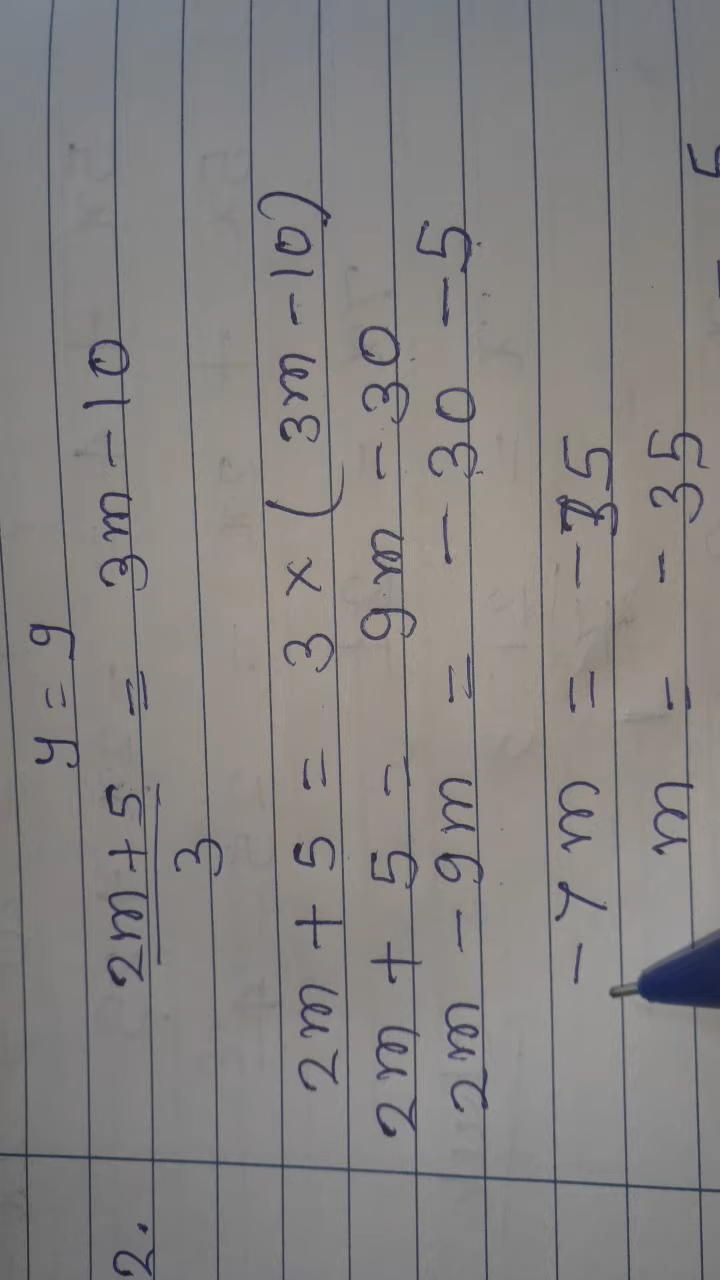 y = 9
2. 2m + 5 / 3 = 3m - 10
2m + 5 = 3 × ( 3m - 10 )
2m + 5 = 9m - 30
2m - 9m = - 30 - 5
- 7m = - 35
m = - 35
5